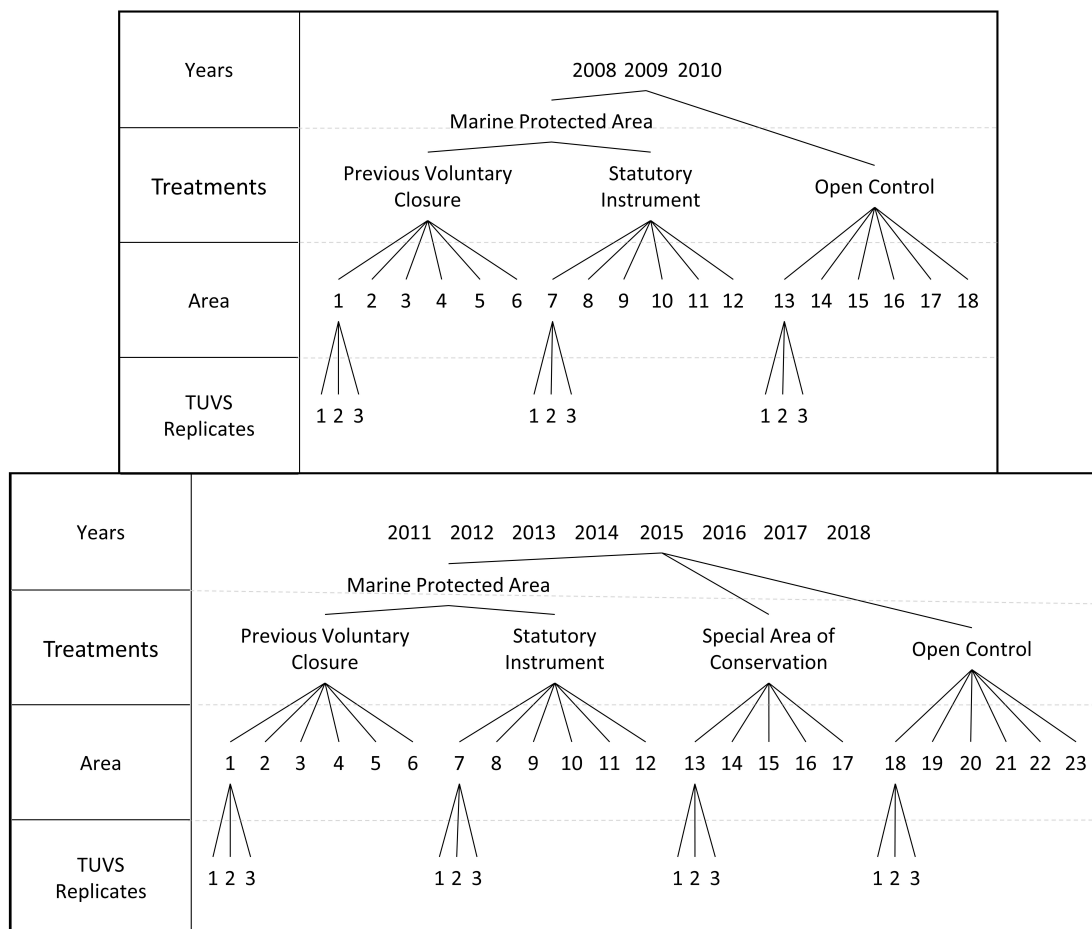 Years
2008 2009 2010
Marine Protected Area
Treatments
Previous Voluntary
Closure
Statutory
Instrument
Open Control
Area
1 2 3 4 5 6 7 8 9 10 11 12 13 14 15 16 17 18
TUVS
Replicates
1 2 3 1 2 3 1 2 3
Years
2011 2012 2013 2014 2015 2016 2017 2018
Marine Protected Area
Treatments
Previous Voluntary
Closure
Statutory
Instrument
Special Area of
Conservation
Open Control
Area
1 2 3 4 5 6 7 8 9 10 11 12 13 14 15 16 17 18 19 20 21 22 23
TUVS
Replicates
1 2 3 1 2 3 1 2 3 1 2 3